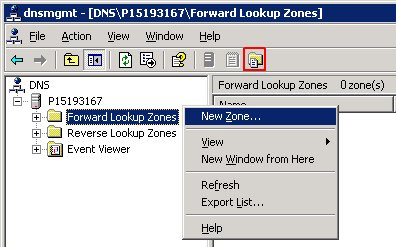 dnsmgmt - [DNS\P15193167\Forward Lookup Zones]
File Action View Window Help
DNS
P15193167
Forward Lookup Zones
Reverse Lookup Zones
Event Viewer
Forward Lookup Zones 0 zone(s)
Name
New Zone...
View
New Window from Here
Refresh
Export List...
Help